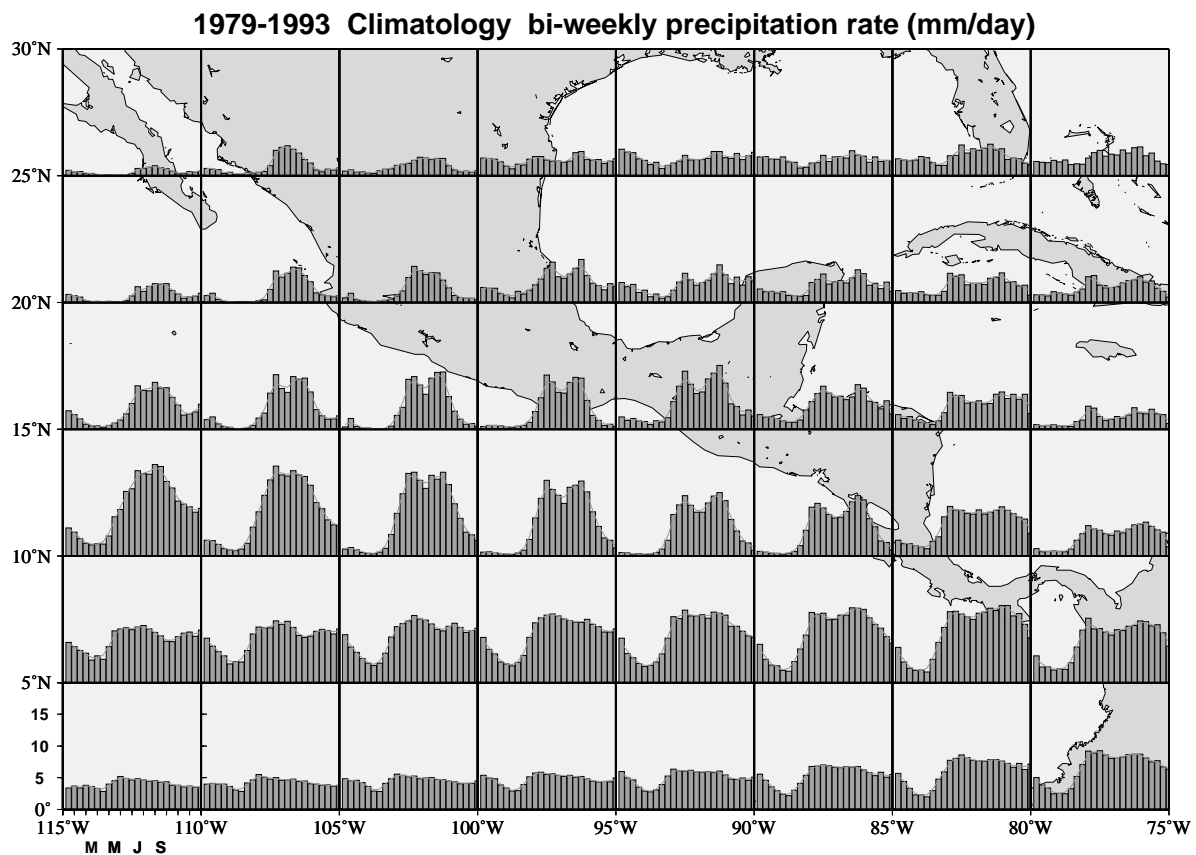 1979-1993 Climatology bi-weekly precipitation rate (mm/day)
30°N
25°N
20°N
15°N
10°N
5°N
15
10
5
0°
115°W 110°W 105°W 100°W 95°W 90°W 85°W 80°W 75°W
M M J S